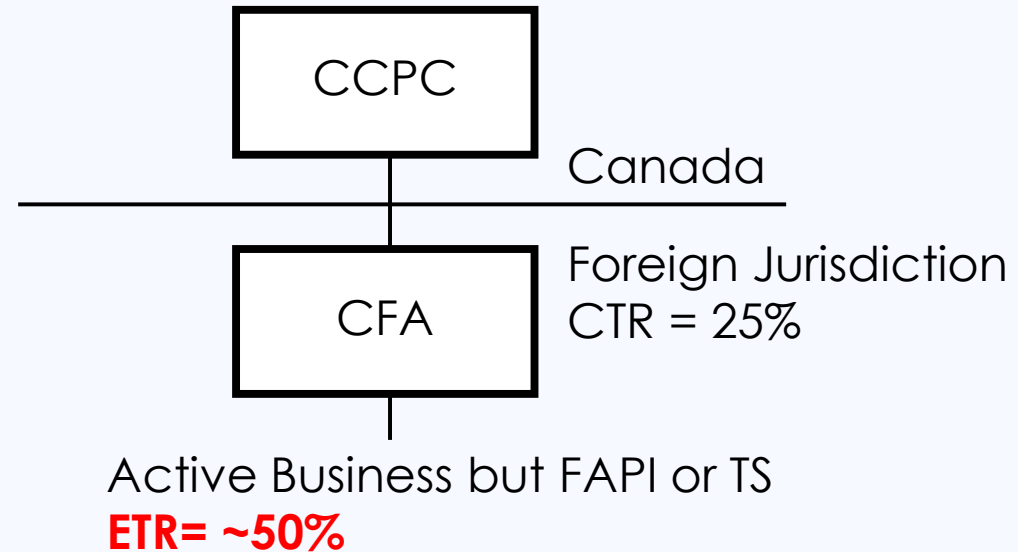 CCPC
Canada
Foreign Jurisdiction
CFA
CTR = 25%
Active Business but FAPI or TS
ETR= ~50%